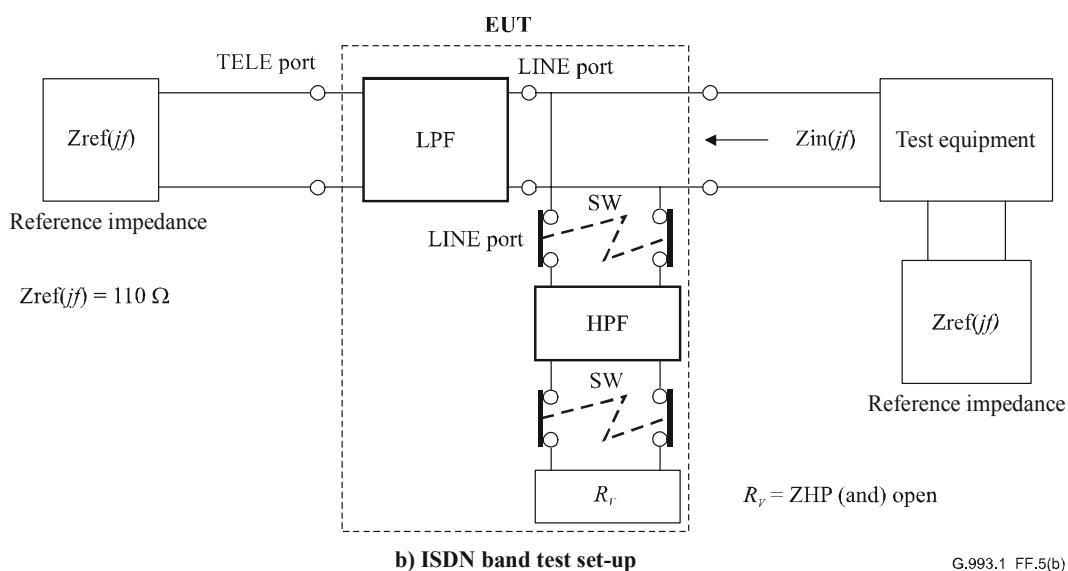 EUT
TELE port
LINE port
Zref(jf)
LPF
Zin(jf)
Test equipment
Reference impedance
SW
LINE port
Zref(jf) = 110 Ω
HPF
Zref(jf)
SW
Reference impedance
R_V
R_V = ZHP (and) open
b) ISDN band test set-up
G.993.1_FF.5(b)